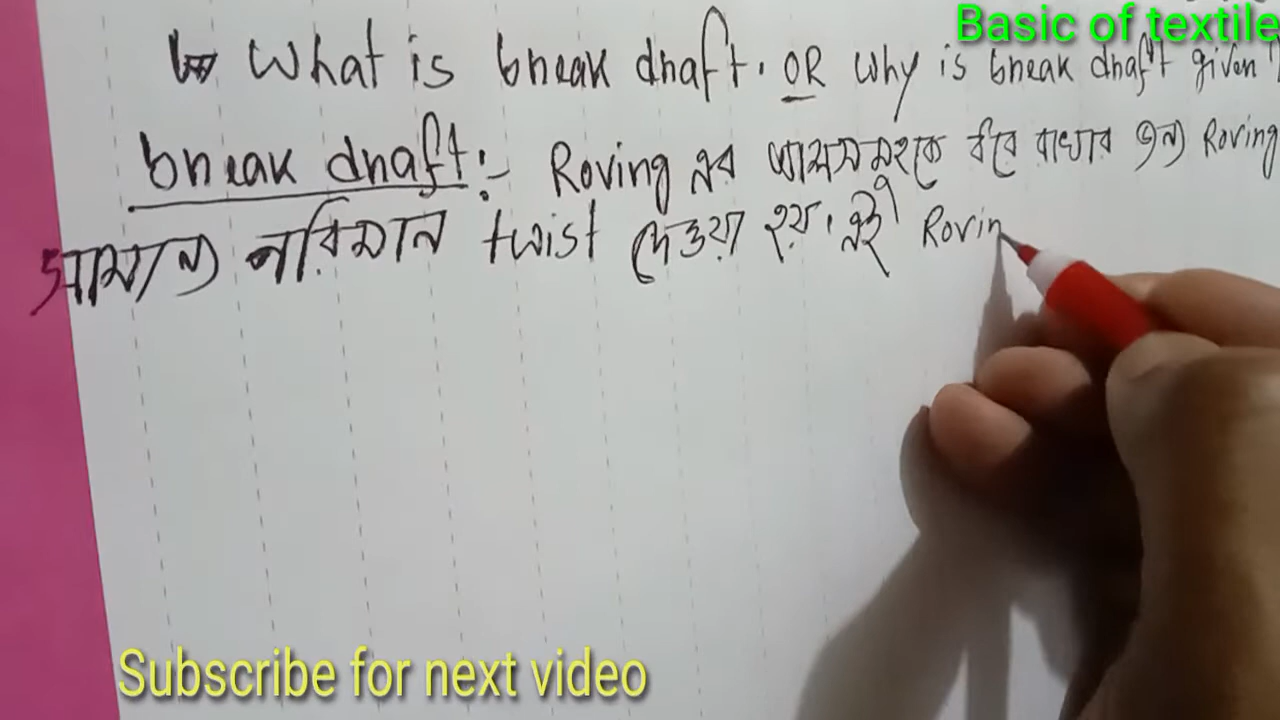 Basic of textile
What is break draft. OR Why is break draft given ?
break draft :- Roving এর আঁশসমূহকে ধরে রাখার জন্য Roving
সামান্য পরিমান twist দেওয়া হয়. এই Rovin
Subscribe for next video